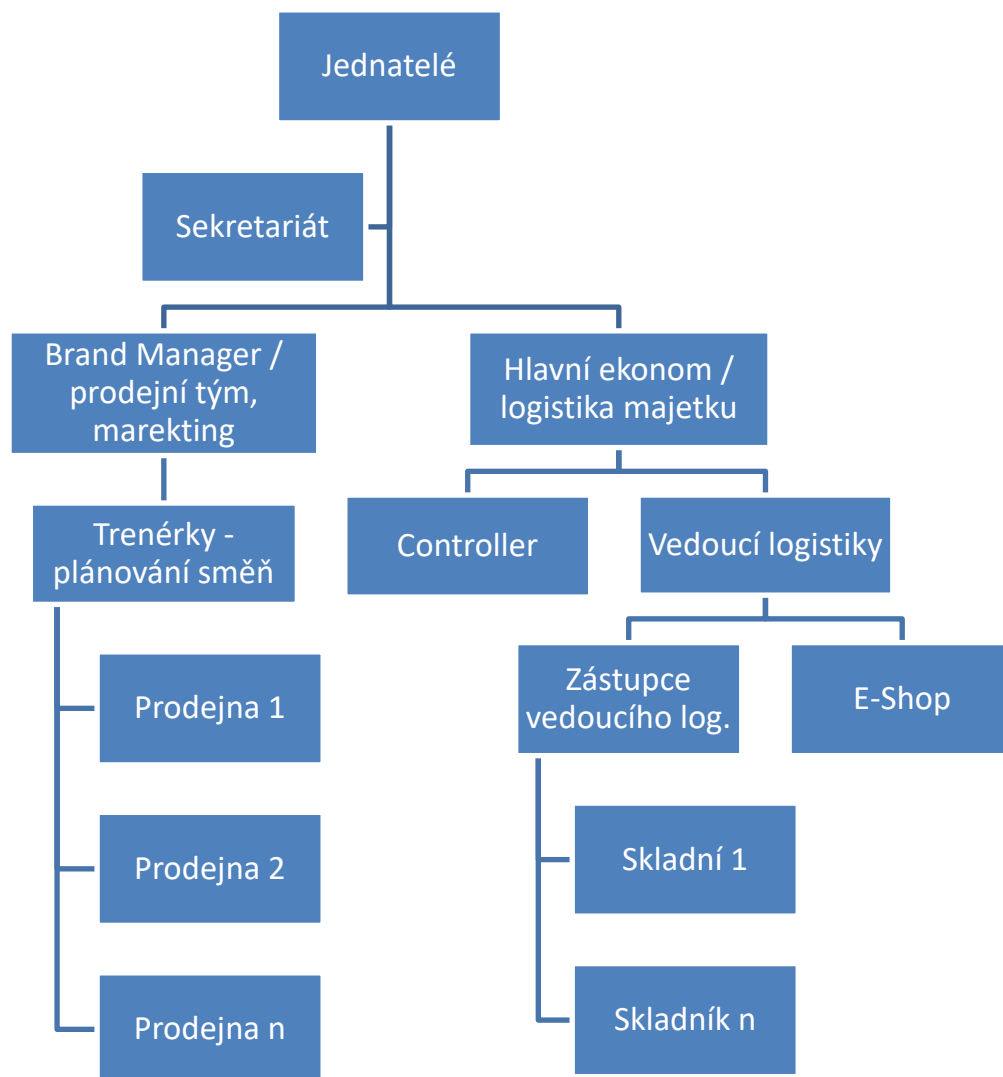 Jednatelé
Sekretariát
Brand Manager /
prodejní tým,
marekting
Hlavní ekonom /
logistika majetku
Trenérky -
plánování směň
Controller
Vedoucí logistiky
Prodejna 1
Zástupce
vedoucího log.
E-Shop
Prodejna 2
Skladní 1
Prodejna n
Skladník n